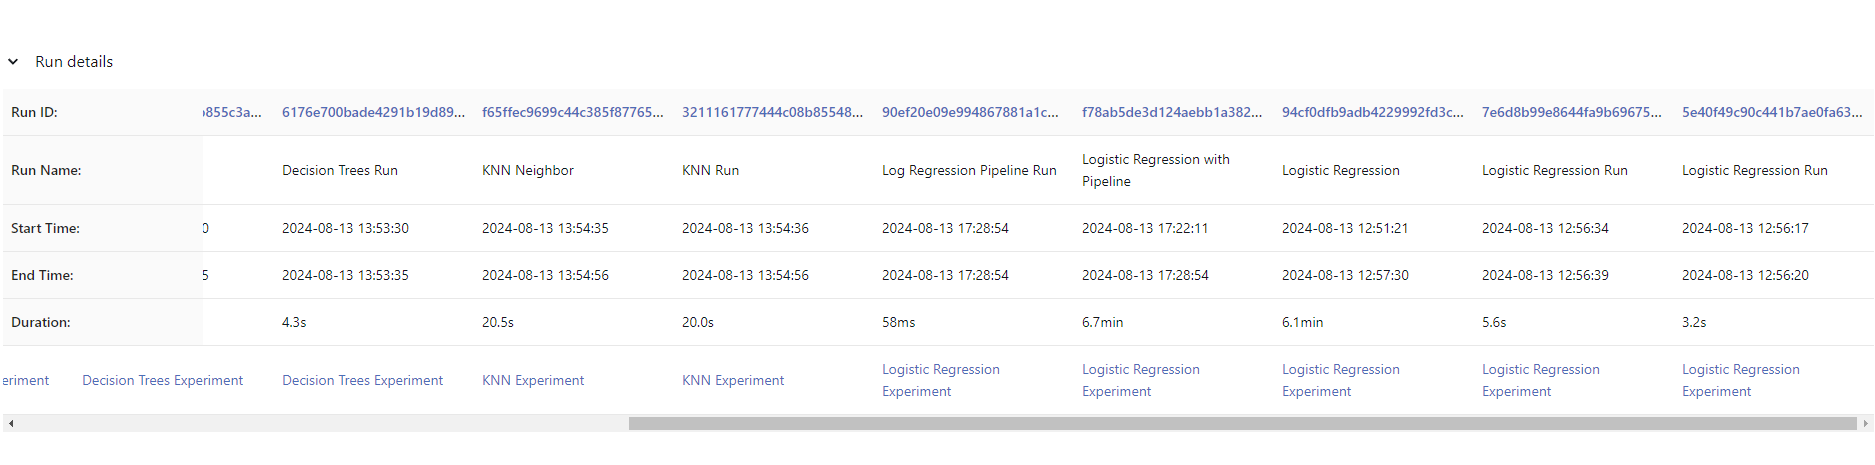 Run details
Run ID: b855c3a... 6176e700bade4291b19d89... f65ffec9699c44c385f87765... 3211161777444c08b85548... 90ef20e09e994867881a1c... f78ab5de3d124aebb1a382... 94cf0dfb9adb4229992fd3c... 7e6d8b99e8644fa9b69675... 5e40f49c90c441b7ae0fa63...
Run Name: Decision Trees Run KNN Neighbor KNN Run Log Regression Pipeline Run Logistic Regression with Logistic Regression Logistic Regression Run Logistic Regression Run
Pipeline
Start Time: 0 2024-08-13 13:53:30 2024-08-13 13:54:35 2024-08-13 13:54:36 2024-08-13 17:28:54 2024-08-13 17:22:11 2024-08-13 12:51:21 2024-08-13 12:56:34 2024-08-13 12:56:17
End Time: 5 2024-08-13 13:53:35 2024-08-13 13:54:56 2024-08-13 13:54:56 2024-08-13 17:28:54 2024-08-13 17:28:54 2024-08-13 12:57:30 2024-08-13 12:56:39 2024-08-13 12:56:20
Duration: 4.3s 20.5s 20.0s 58ms 6.7min 6.1min 5.6s 3.2s
eriment Decision Trees Experiment Decision Trees Experiment KNN Experiment KNN Experiment Logistic Regression Logistic Regression Logistic Regression Logistic Regression Logistic Regression
Experiment Experiment Experiment Experiment Experiment